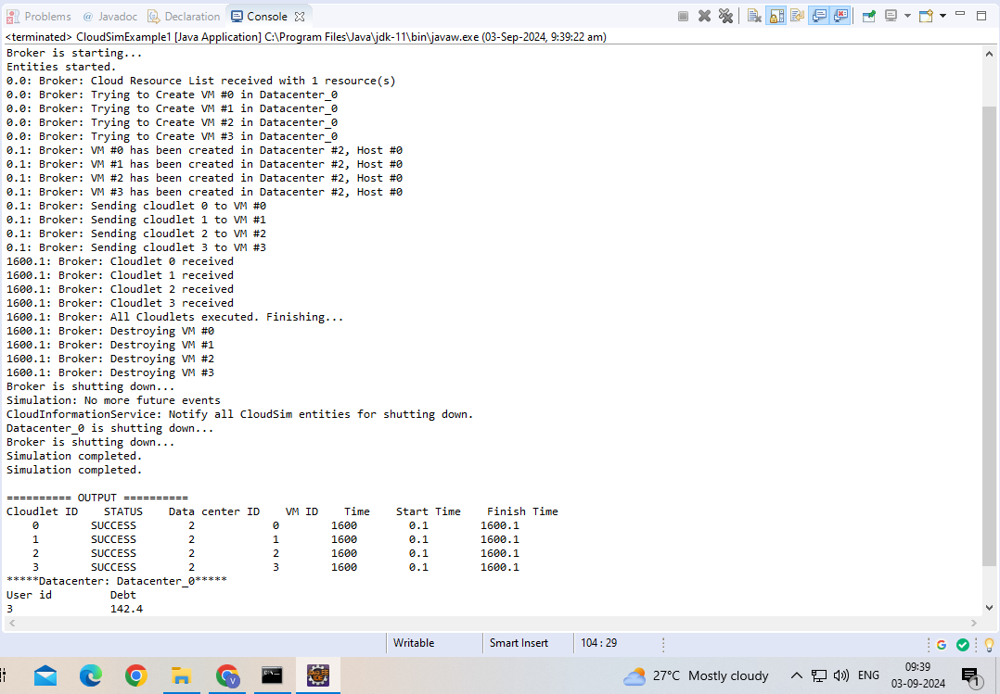 Problems @ Javadoc Declaration Console
<terminated> CloudSimExample1 [Java Application] C:\Program Files\Java\jdk-11\bin\javaw.exe (03-Sep-2024, 9:39:22 am)
Broker is starting...
Entities started.
0.0: Broker: Cloud Resource List received with 1 resource(s)
0.0: Broker: Trying to Create VM #0 in Datacenter_0
0.0: Broker: Trying to Create VM #1 in Datacenter_0
0.0: Broker: Trying to Create VM #2 in Datacenter_0
0.0: Broker: Trying to Create VM #3 in Datacenter_0
0.1: Broker: VM #0 has been created in Datacenter #2, Host #0
0.1: Broker: VM #1 has been created in Datacenter #2, Host #0
0.1: Broker: VM #2 has been created in Datacenter #2, Host #0
0.1: Broker: VM #3 has been created in Datacenter #2, Host #0
0.1: Broker: Sending cloudlet 0 to VM #0
0.1: Broker: Sending cloudlet 1 to VM #1
0.1: Broker: Sending cloudlet 2 to VM #2
0.1: Broker: Sending cloudlet 3 to VM #3
1600.1: Broker: Cloudlet 0 received
1600.1: Broker: Cloudlet 1 received
1600.1: Broker: Cloudlet 2 received
1600.1: Broker: Cloudlet 3 received
1600.1: Broker: All Cloudlets executed. Finishing...
1600.1: Broker: Destroying VM #0
1600.1: Broker: Destroying VM #1
1600.1: Broker: Destroying VM #2
1600.1: Broker: Destroying VM #3
Broker is shutting down...
Simulation: No more future events
CloudInformationService: Notify all CloudSim entities for shutting down.
Datacenter_0 is shutting down...
Broker is shutting down...
Simulation completed.
Simulation completed.
========== OUTPUT ==========
Cloudlet ID    STATUS    Data center ID    VM ID    Time    Start Time    Finish Time
0    SUCCESS    2    0    1600    0.1    1600.1
1    SUCCESS    2    1    1600    0.1    1600.1
2    SUCCESS    2    2    1600    0.1    1600.1
3    SUCCESS    2    3    1600    0.1    1600.1
*****Datacenter: Datacenter_0*****
User id    Debt
3    142.4
Writable    Smart Insert    104 : 29
27°C Mostly cloudy    ENG    09:39
03-09-2024    1